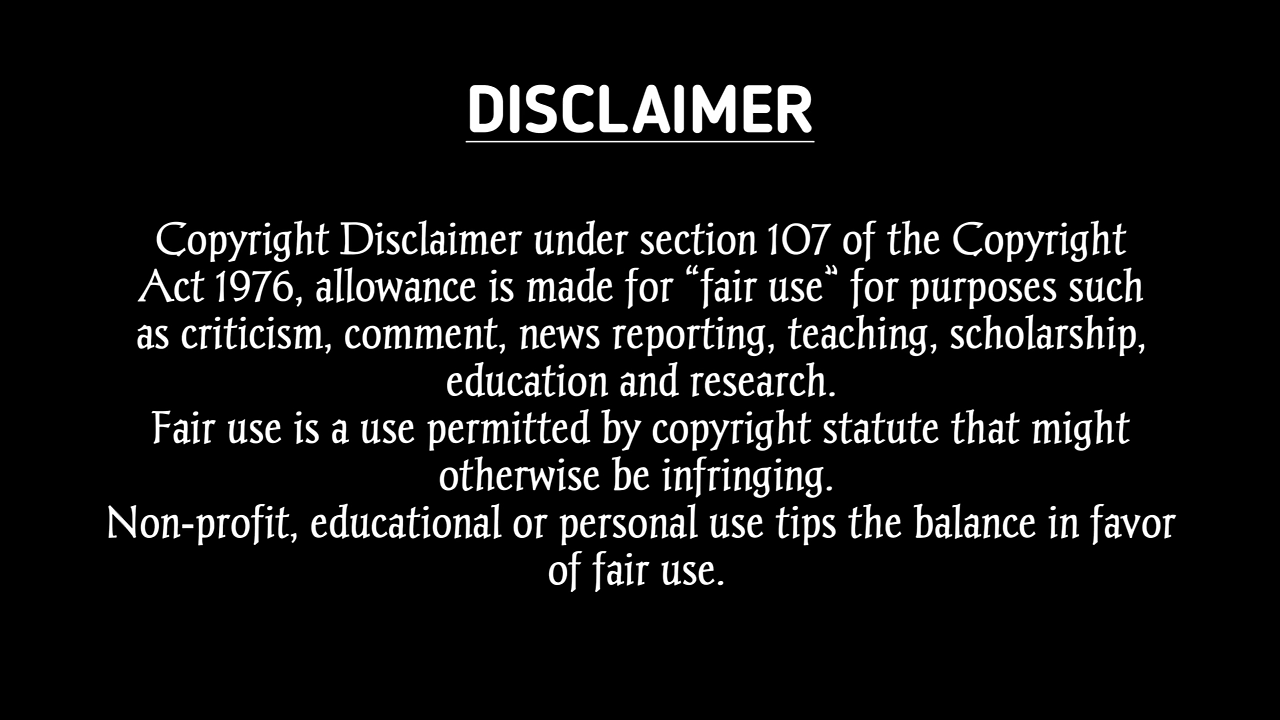 DISCLAIMER
Copyright Disclaimer under section 107 of the Copyright
Act 1976, allowance is made for “fair use” for purposes such
as criticism, comment, news reporting, teaching, scholarship,
education and research.
Fair use is a use permitted by copyright statute that might
otherwise be infringing.
Non-profit, educational or personal use tips the balance in favor
of fair use.